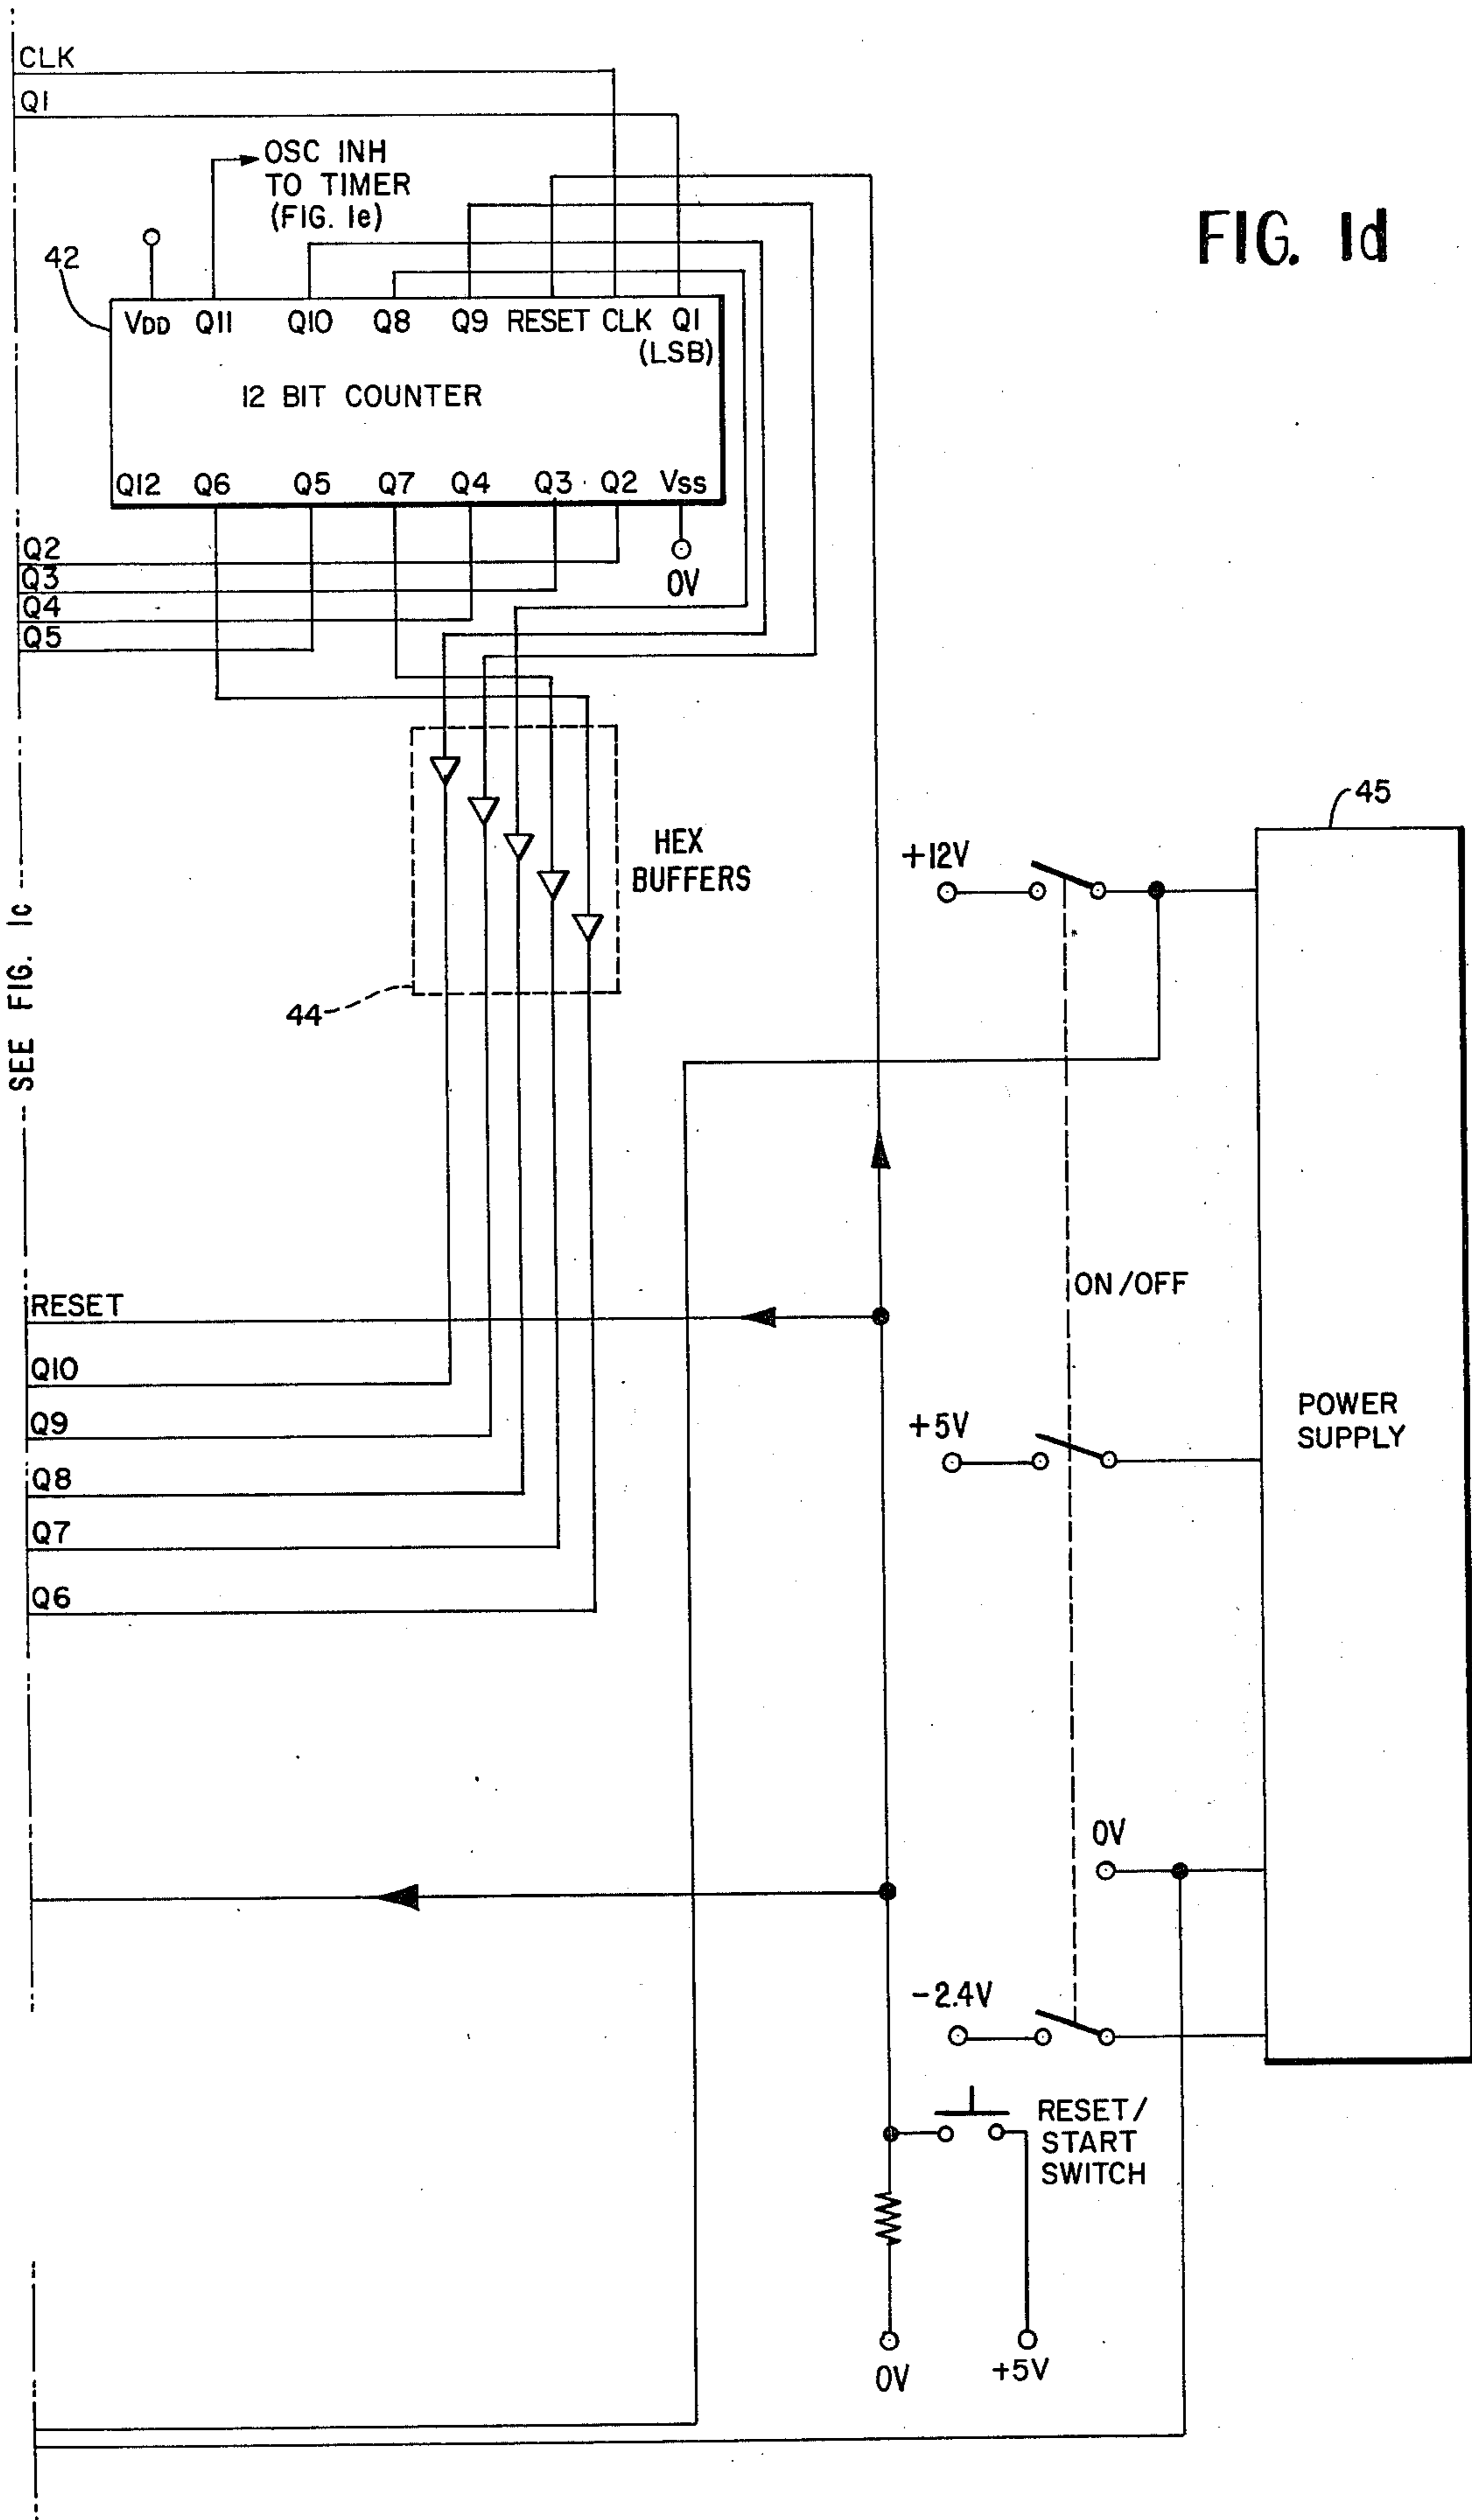 CLK
Q1
OSC INH
TO TIMER
(FIG. 1e)
FIG. 1d
42
VDD Q11 Q10 Q8 Q9 RESET CLK Q1
(LSB)
12 BIT COUNTER
Q12 Q6 Q5 Q7 Q4 Q3 Q2 VSS
Q2
Q3
Q4
Q5
0V
HEX
BUFFERS
44
45
+12V
SEE FIG. 1c
ON/OFF
RESET
Q10
Q9
Q8
Q7
Q6
+5V
POWER
SUPPLY
0V
-2.4V
RESET/
START
SWITCH
0V
+5V